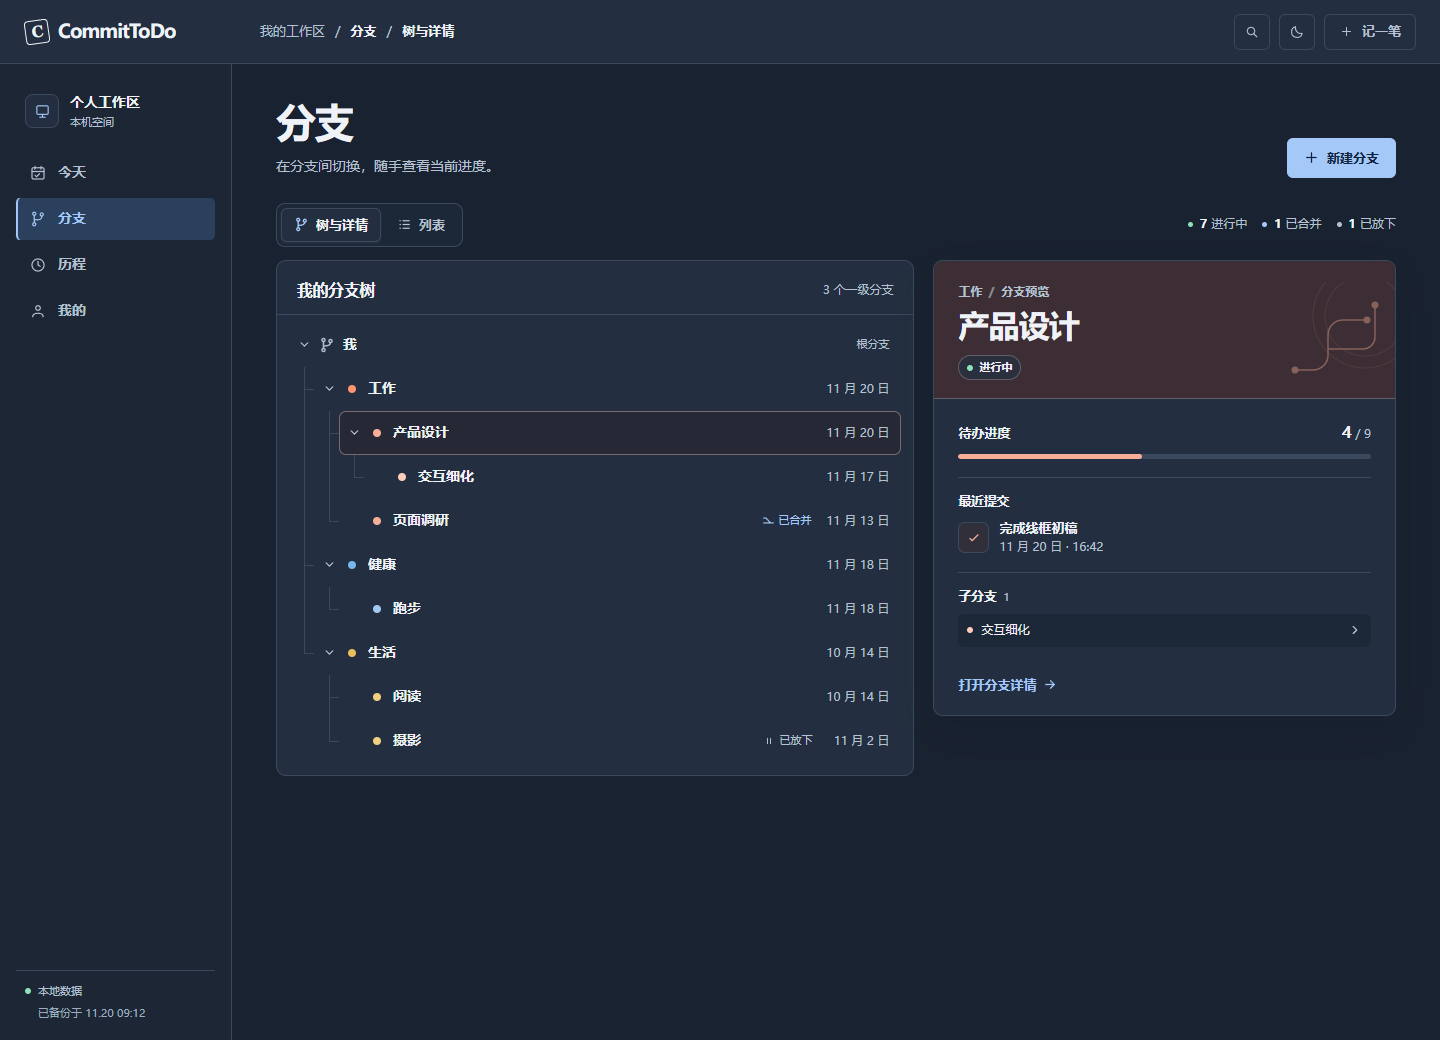 C CommitToDo
我的工作区 / 分支 / 树与详情
+ 记一笔
个人工作区
本机空间
今天
分支
历程
我的
本地数据
已备份于 11.20 09:12
分支
在分支间切换，随手查看当前进度。
+ 新建分支
树与详情 列表
7 进行中 1 已合并 1 已放下
我的分支树 3 个一级分支
我 根分支
工作 11 月 20 日
产品设计 11 月 20 日
交互细化 11 月 17 日
页面调研 已合并 11 月 13 日
健康 11 月 18 日
跑步 11 月 18 日
生活 10 月 14 日
阅读 10 月 14 日
摄影 已放下 11 月 2 日
工作 / 分支预览
产品设计
进行中
待办进度 4 / 9
最近提交
完成线框初稿
11 月 20 日 · 16:42
子分支 1
交互细化
打开分支详情 →